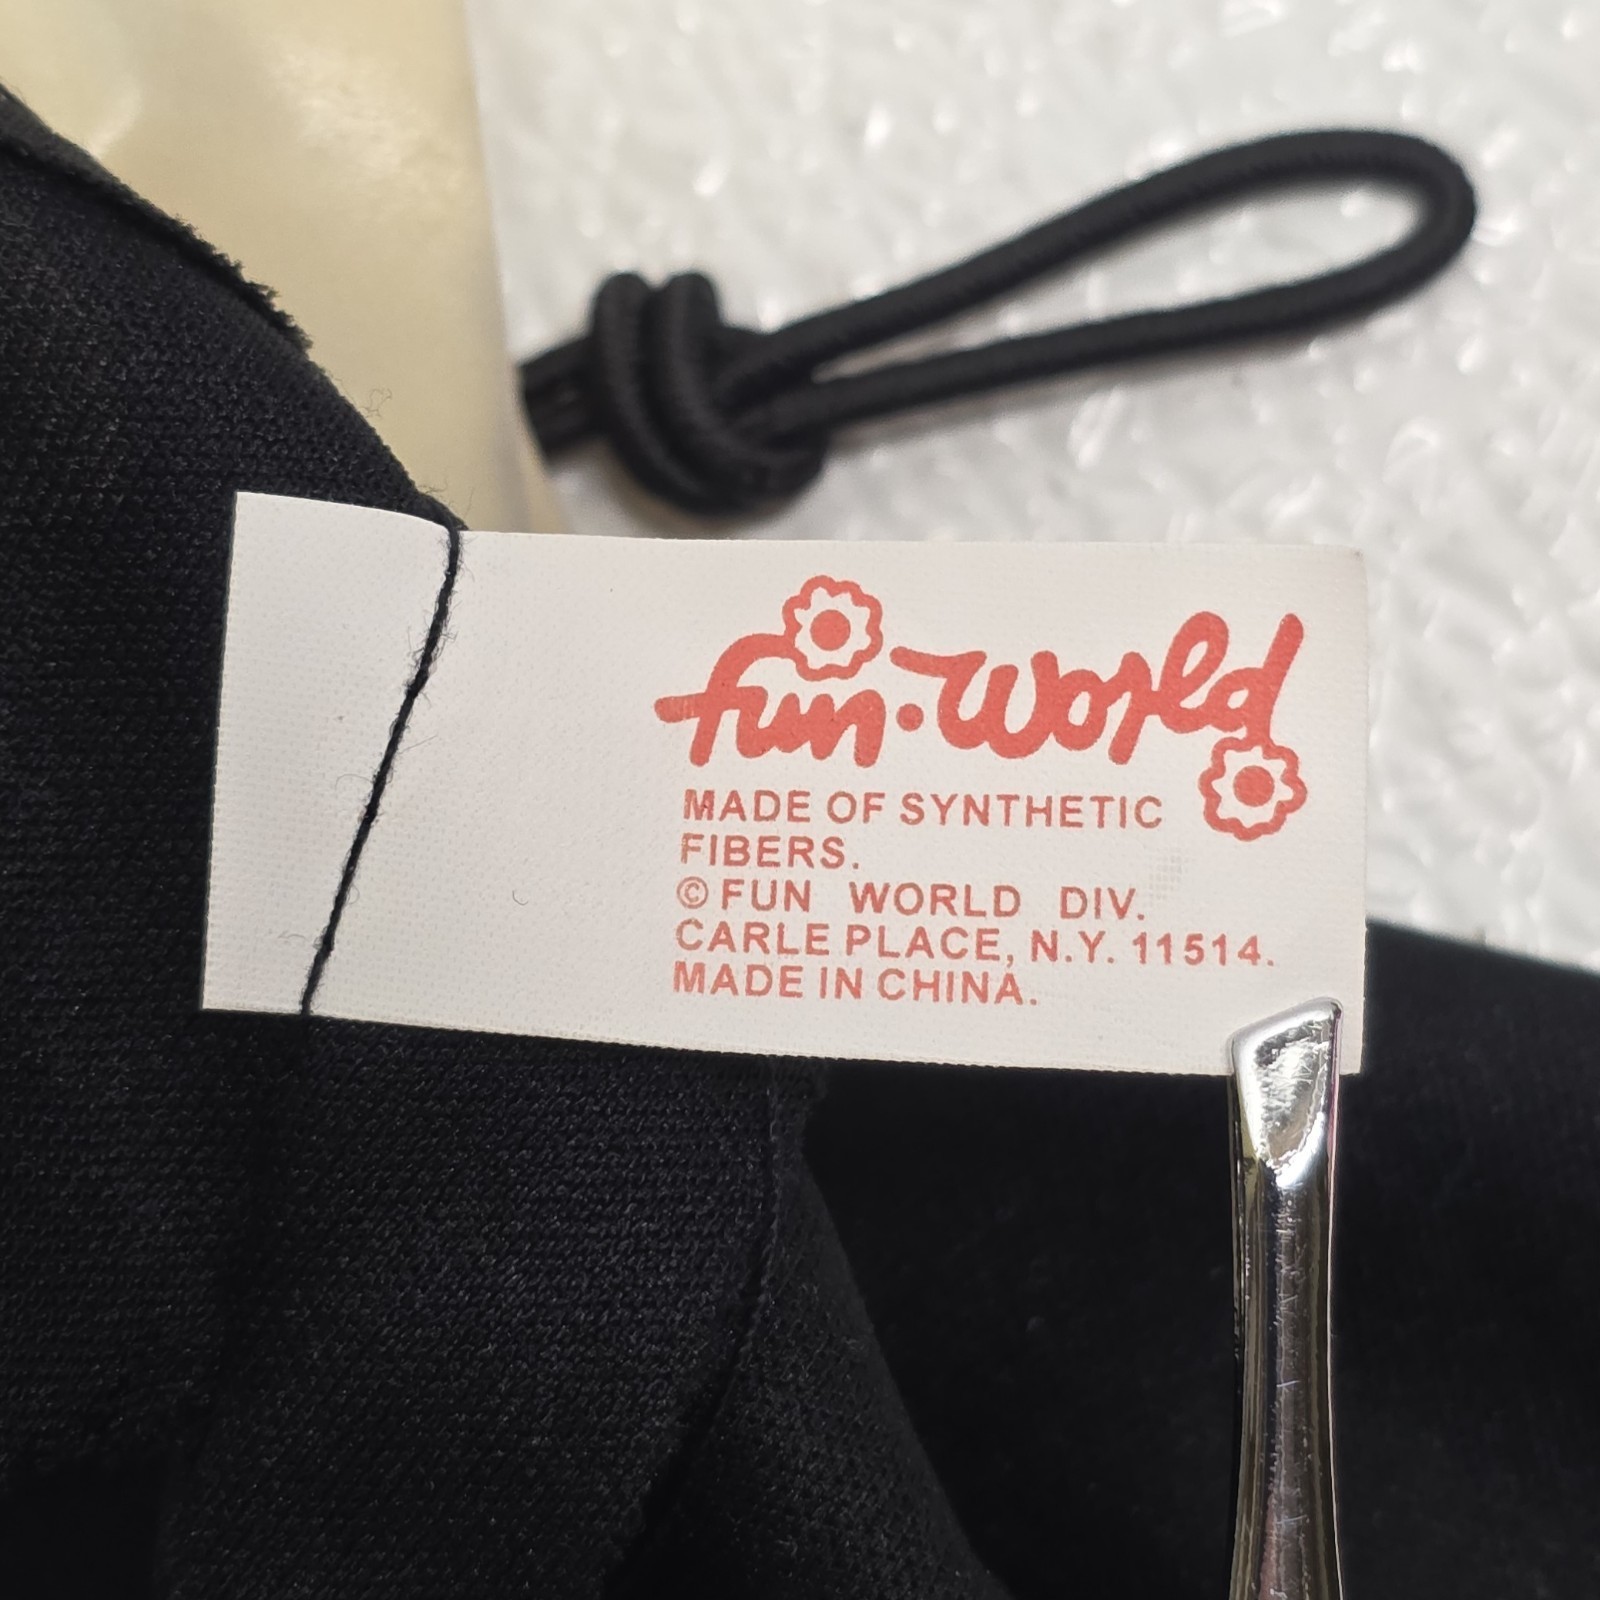 fun·world
MADE OF SYNTHETIC
FIBERS.
© FUN WORLD DIV.
CARLE PLACE, N.Y. 11514.
MADE IN CHINA.